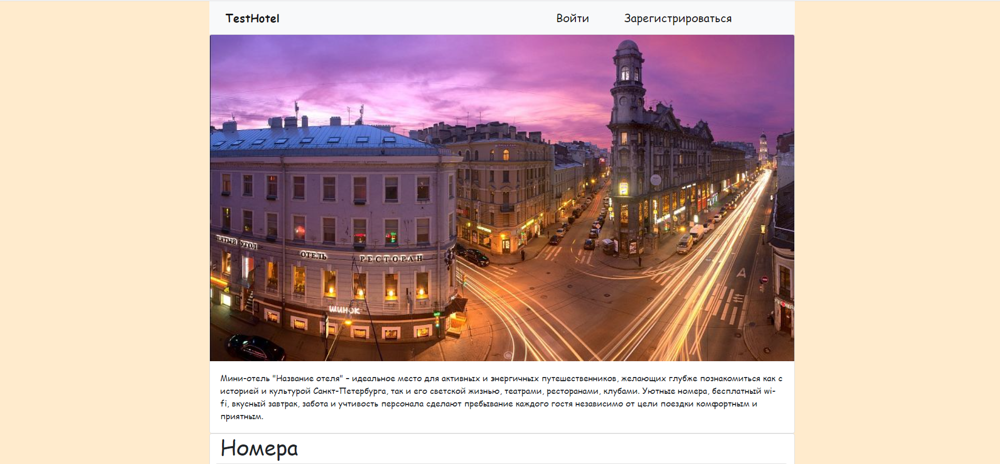 TestHotel
Войти
Зарегистрироваться
ПЯТЫЙ УГОЛ
ОТЕЛЬ
РЕСТОРАН
ШИНОК
Мини-отель "Название отеля" - идеальное место для активных и энергичных путешественников, желающих глубже познакомиться как с
историей и культурой Санкт-Петербурга, так и его светской жизнью, театрами, ресторанами, клубами. Уютные номера, бесплатный wi-
fi, вкусный завтрак, забота и учтивость персонала сделают пребывание каждого гостя независимо от цели поездки комфортным и
приятным.
Номера